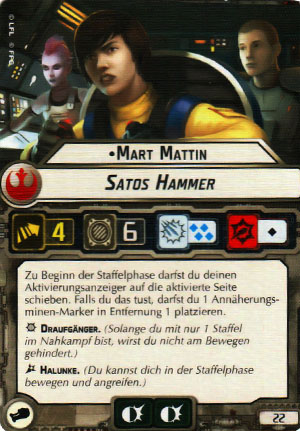 © LFL © FFG
•MART MATTIN
SATOS HAMMER
4 6
Zu Beginn der Staffelphase darfst du deinen
Aktivierungsanzeiger auf die aktivierte Seite
schieben. Falls du das tust, darfst du 1 Annäherungs-
minen-Marker in Entfernung 1 platzieren.
DRAUFGÄNGER. (Solange du mit nur 1 Staffel
im Nahkampf bist, wirst du nicht am Bewegen
gehindert.)
HALUNKE. (Du kannst dich in der Staffelphase
bewegen und angreifen.)
22